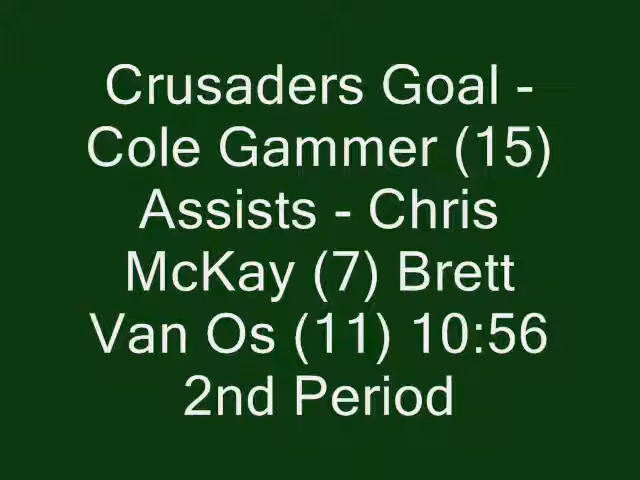 Crusaders Goal -
Cole Gammer (15)
Assists - Chris
McKay (7) Brett
Van Os (11) 10:56
2nd Period